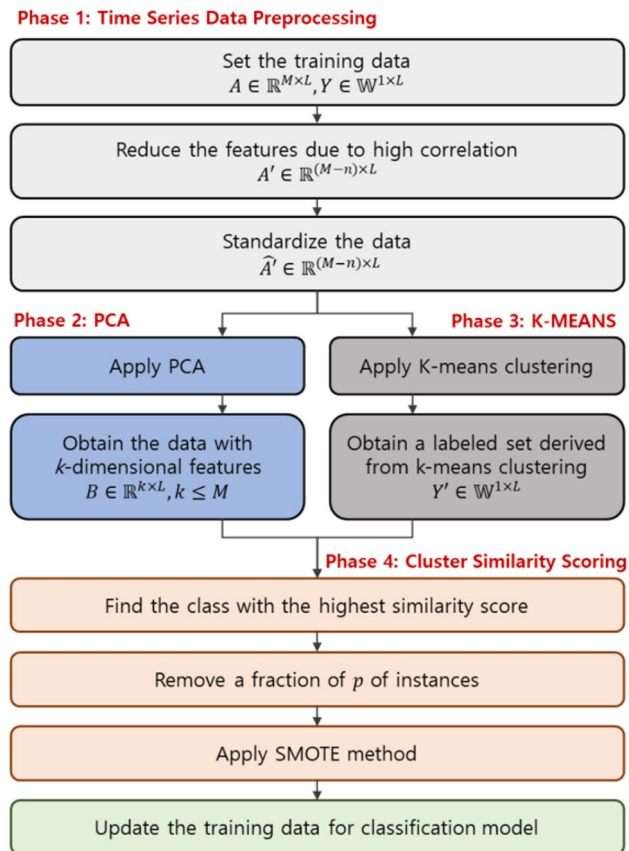 Phase 1: Time Series Data Preprocessing
Set the training data
A ∈ ℝ^{M×L}, Y ∈ 𝕎^{1×L}
Reduce the features due to high correlation
A′ ∈ ℝ^{(M−n)×L}
Standardize the data
Â′ ∈ ℝ^{(M−n)×L}
Phase 2: PCA
Apply PCA
Obtain the data with
k-dimensional features
B ∈ ℝ^{k×L}, k ≤ M
Phase 3: K-MEANS
Apply K-means clustering
Obtain a labeled set derived
from k-means clustering
Y′ ∈ 𝕎^{1×L}
Phase 4: Cluster Similarity Scoring
Find the class with the highest similarity score
Remove a fraction of p of instances
Apply SMOTE method
Update the training data for classification model